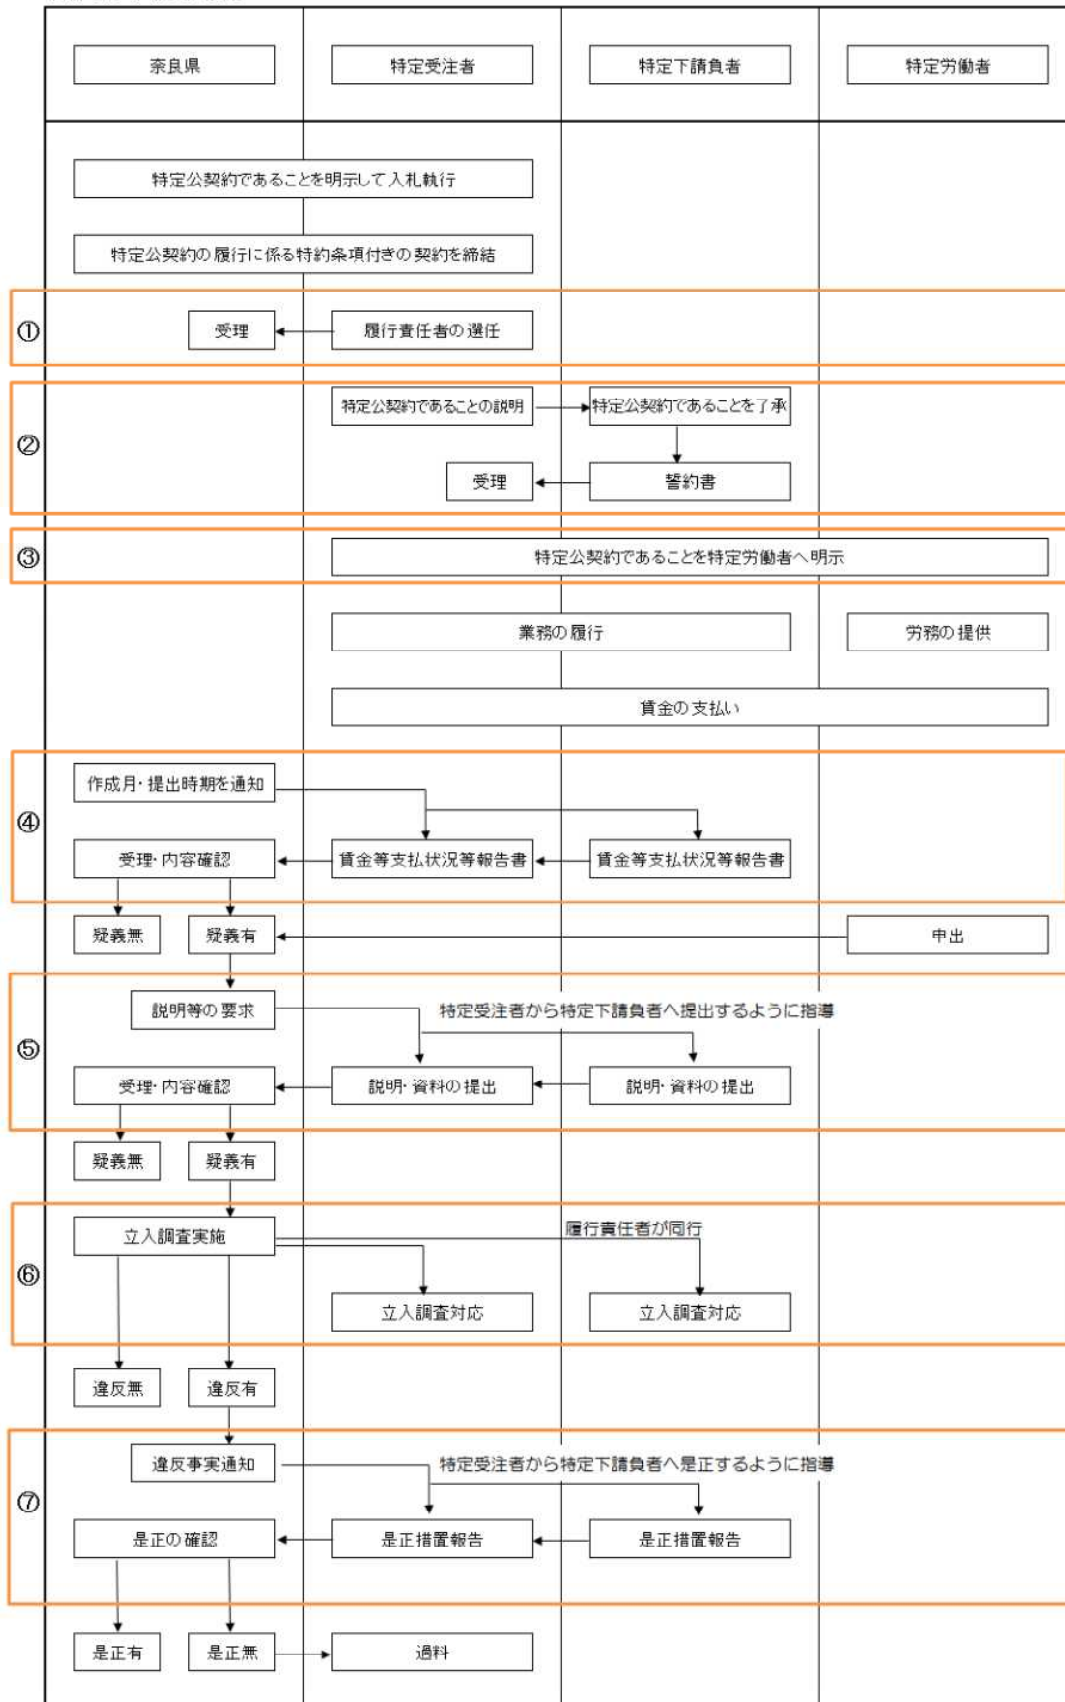 奈良県
特定受注者
特定下請負者
特定労働者
特定公契約であることを明示して入札執行
特定公契約の履行に係る特約条項付きの契約を締結
①
受理
履行責任者の選任
②
特定公契約であることの説明
特定公契約であることを了承
受理
誓約書
③
特定公契約であることを特定労働者へ明示
業務の履行
労務の提供
賃金の支払い
④
作成月・提出時期を通知
受理・内容確認
賃金等支払状況等報告書
賃金等支払状況等報告書
疑義無
疑義有
申出
⑤
説明等の要求
特定受注者から特定下請負者へ提出するように指導
受理・内容確認
説明・資料の提出
説明・資料の提出
疑義無
疑義有
⑥
立入調査実施
履行責任者が同行
立入調査対応
立入調査対応
違反無
違反有
⑦
違反事実通知
特定受注者から特定下請負者へ是正するように指導
是正の確認
是正措置報告
是正措置報告
是正有
是正無
過料